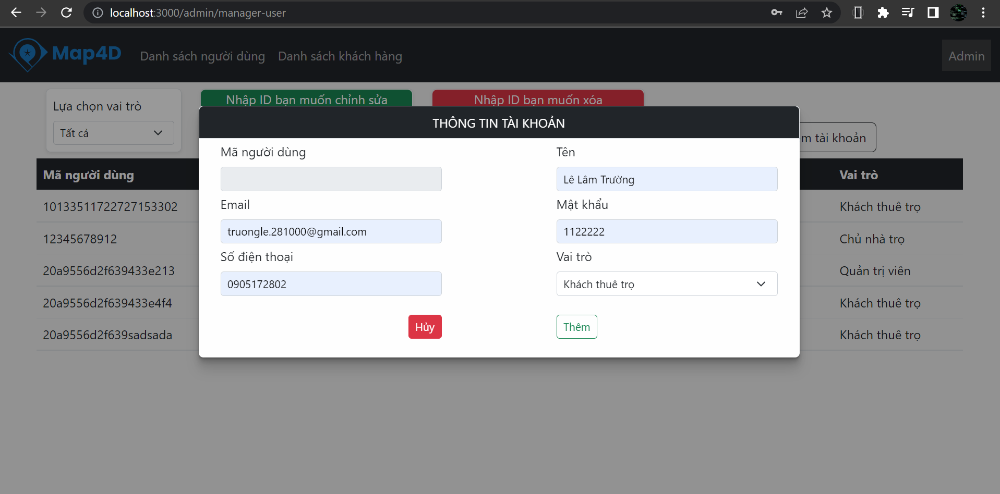 localhost:3000/admin/manager-user
Map4D
Danh sách người dùng
Danh sách khách hàng
Admin
Lựa chọn vai trò
Tất cả
Nhập ID bạn muốn chỉnh sửa
Nhập ID bạn muốn xóa
tài khoản
THÔNG TIN TÀI KHOẢN
Mã người dùng
Tên
Lê Lâm Trường
Email
truongle.281000@gmail.com
Mật khẩu
1122222
Số điện thoại
0905172802
Vai trò
Khách thuê trọ
Hủy
Thêm
Mã người dùng
Vai trò
10133511722727153302
Khách thuê trọ
12345678912
Chủ nhà trọ
20a9556d2f639433e213
Quản trị viên
20a9556d2f639433e4f4
Khách thuê trọ
20a9556d2f639sadsada
Khách thuê trọ